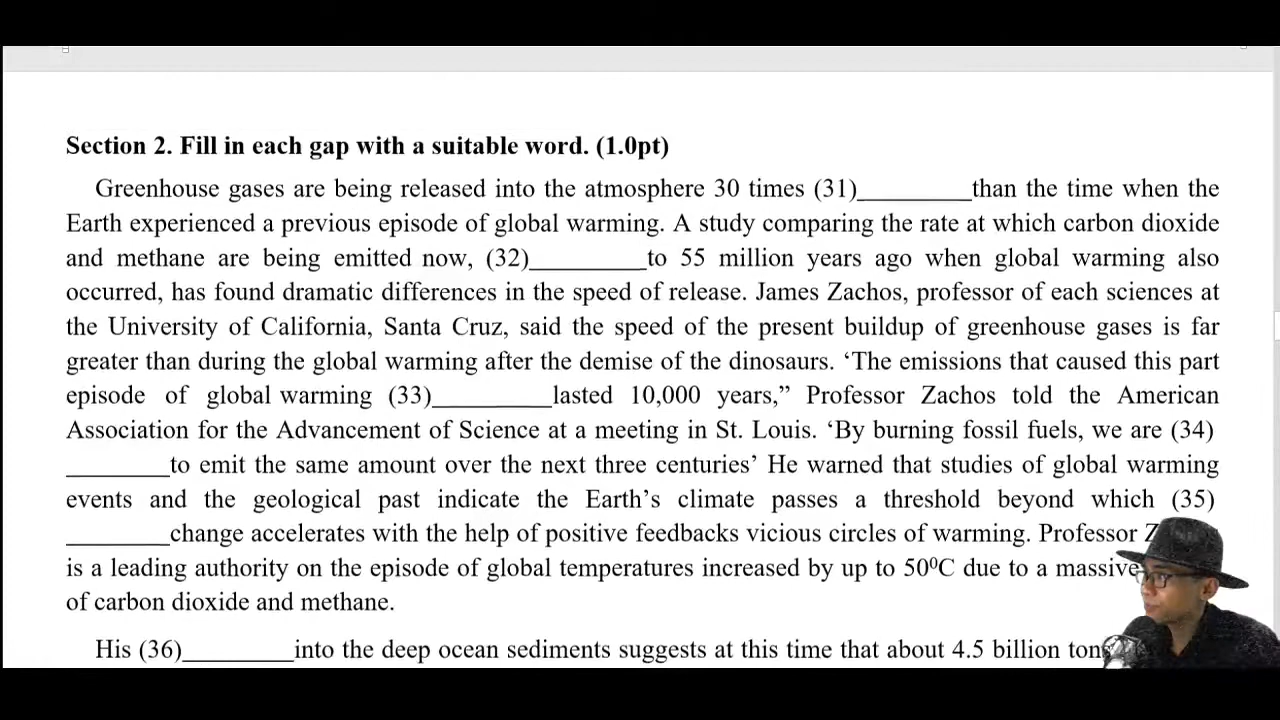 Section 2. Fill in each gap with a suitable word. (1.0pt)
Greenhouse gases are being released into the atmosphere 30 times (31)_________than the time when the
Earth experienced a previous episode of global warming. A study comparing the rate at which carbon dioxide
and methane are being emitted now, (32)_________to 55 million years ago when global warming also
occurred, has found dramatic differences in the speed of release. James Zachos, professor of each sciences at
the University of California, Santa Cruz, said the speed of the present buildup of greenhouse gases is far
greater than during the global warming after the demise of the dinosaurs. ‘The emissions that caused this part
episode of global warming (33)_________lasted 10,000 years,” Professor Zachos told the American
Association for the Advancement of Science at a meeting in St. Louis. ‘By burning fossil fuels, we are (34)
________to emit the same amount over the next three centuries’ He warned that studies of global warming
events and the geological past indicate the Earth’s climate passes a threshold beyond which (35)
________change accelerates with the help of positive feedbacks vicious circles of warming. Professor
is a leading authority on the episode of global temperatures increased by up to 50⁰C due to a massive
of carbon dioxide and methane.
His (36)_________into the deep ocean sediments suggests at this time that about 4.5 billion